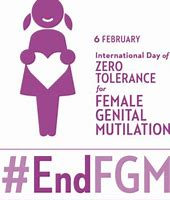 6 FEBRUARY
International Day of
ZERO
TOLERANCE
for
FEMALE
GENITAL
MUTILATION
#EndFGM